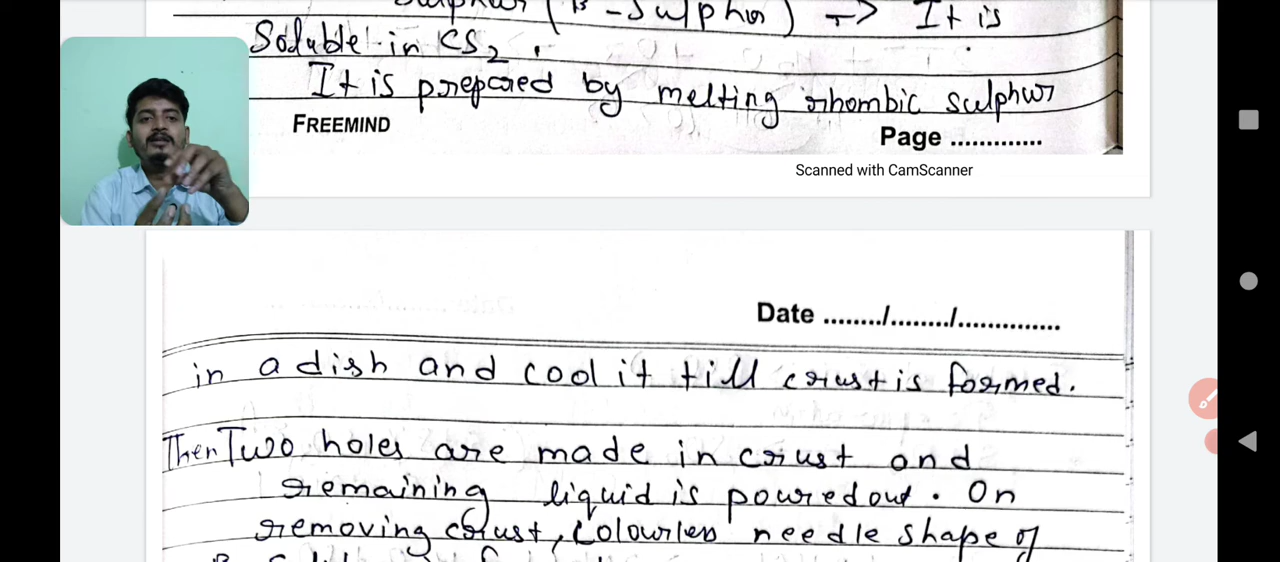 Sulphur (β-Sulphur) → It is
Soluble in CS₂.
It is prepared by melting rhombic sulphur
FREEMIND
Page .............
Scanned with CamScanner
Date ......../......../..............
in a dish and cool it till crust is formed.
Then Two holes are made in crust and
remaining liquid is poured out. On
removing crust, Colourless needle shape of